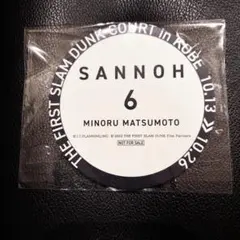 THE FIRST SLAM DUNK COURT in KOBE 10.13 >> 10.26
SANNOH
6
MINORU MATSUMOTO
NOT FOR SALE